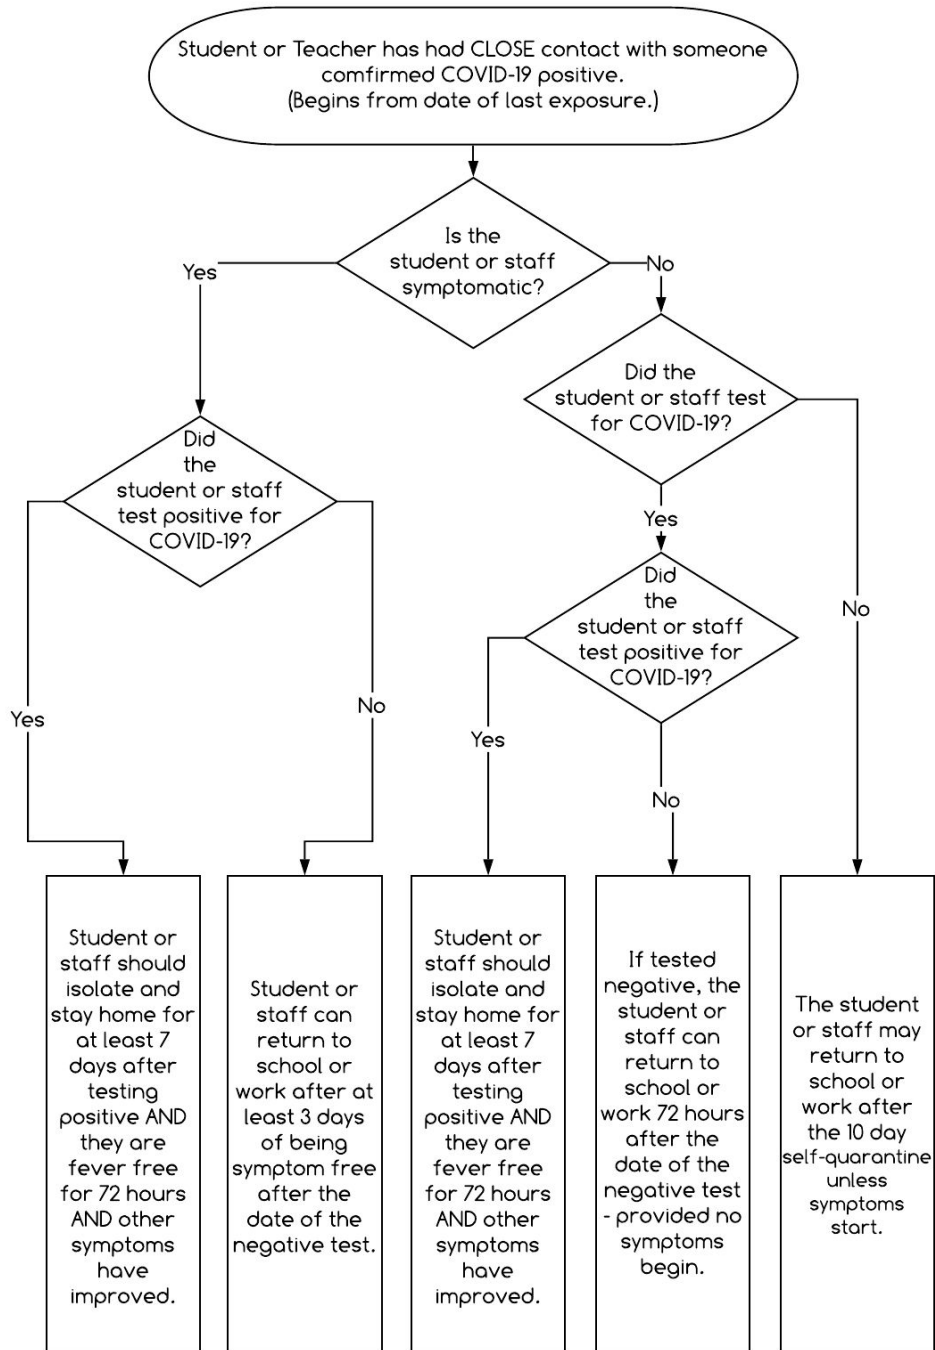 Student or Teacher has had CLOSE contact with someone
comfirmed COVID-19 positive.
(Begins from date of last exposure.)
Is the
student or staff
symptomatic?
Yes
No
Did the
student or staff test
for COVID-19?
Did
the
student or staff
test positive for
COVID-19?
Yes
Did
the
student or staff
test positive for
COVID-19?
No
Yes
No
Yes
No
Student or
staff should
isolate and
stay home for
at least 7
days after
testing
positive AND
they are
fever free
for 72 hours
AND other
symptoms
have
improved.
Student or
staff can
return to
school or
work after at
least 3 days
of being
symptom free
after the
date of the
negative test.
Student or
staff should
isolate and
stay home for
at least 7
days after
testing
positive AND
they are
fever free
for 72 hours
AND other
symptoms
have
improved.
If tested
negative, the
student or
staff can
return to
school or
work 72 hours
after the
date of the
negative test
- provided no
symptoms
begin.
The student
or staff may
return to
school or
work after
the 10 day
self-quarantine
unless
symptoms
start.